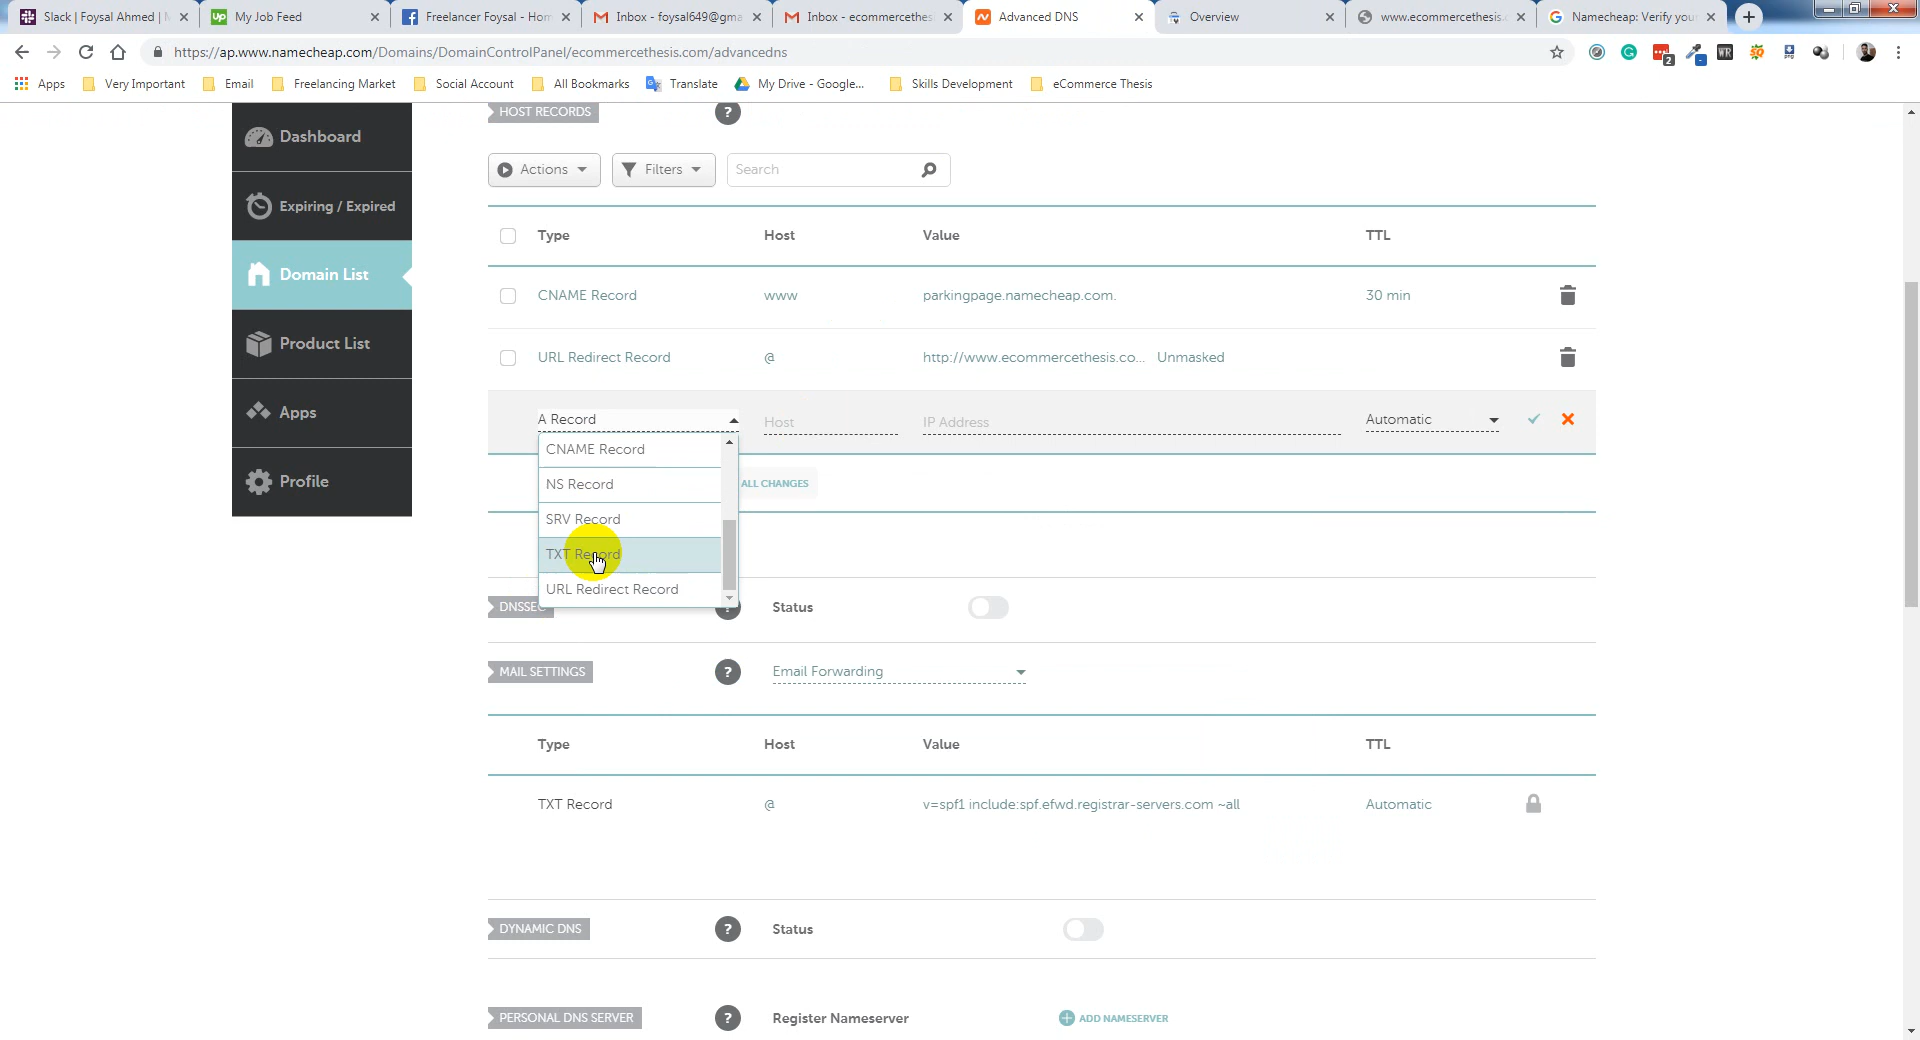 Slack | Foysal Ahmed | M
My Job Feed
Freelancer Foysal - Hom
Inbox - foysal649@gma
Inbox - ecommercethes
Advanced DNS
Overview
www.ecommercethesis.c
Namecheap: Verify you
https://ap.www.namecheap.com/Domains/DomainControlPanel/ecommercethesis.com/advanceddns
2
Apps
Very Important
Email
Freelancing Market
Social Account
All Bookmarks
Translate
My Drive - Google...
Skills Development
eCommerce Thesis
Dashboard
Expiring / Expired
Domain List
Product List
Apps
Profile
HOST RECORDS
?
Actions
Filters
Search
Type Host Value TTL
CNAME Record www parkingpage.namecheap.com. 30 min
URL Redirect Record @ http://www.ecommercethesis.co... Unmasked
A Record Host IP Address Automatic
CNAME Record
NS Record
SRV Record
TXT Record
URL Redirect Record
ALL CHANGES
DNSSEC ? Status
MAIL SETTINGS ? Email Forwarding
Type Host Value TTL
TXT Record @ v=spf1 include:spf.efwd.registrar-servers.com ~all Automatic
DYNAMIC DNS ? Status
PERSONAL DNS SERVER ? Register Nameserver ADD NAMESERVER